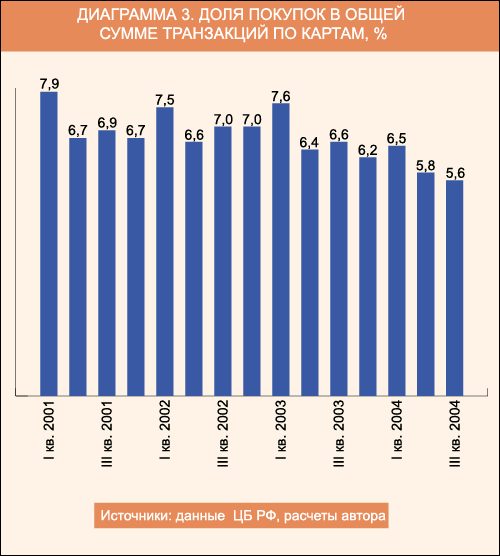 ДИАГРАММА 3. ДОЛЯ ПОКУПОК В ОБЩЕЙ
СУММЕ ТРАНЗАКЦИЙ ПО КАРТАМ, %
7,9
6,7
6,9
6,7
7,5
6,6
7,0
7,0
7,6
6,4
6,6
6,2
6,5
5,8
5,6
I кв. 2001
III кв. 2001
I кв. 2002
III кв. 2002
I кв. 2003
III кв. 2003
I кв. 2004
III кв. 2004
Источники: данные ЦБ РФ, расчеты автора